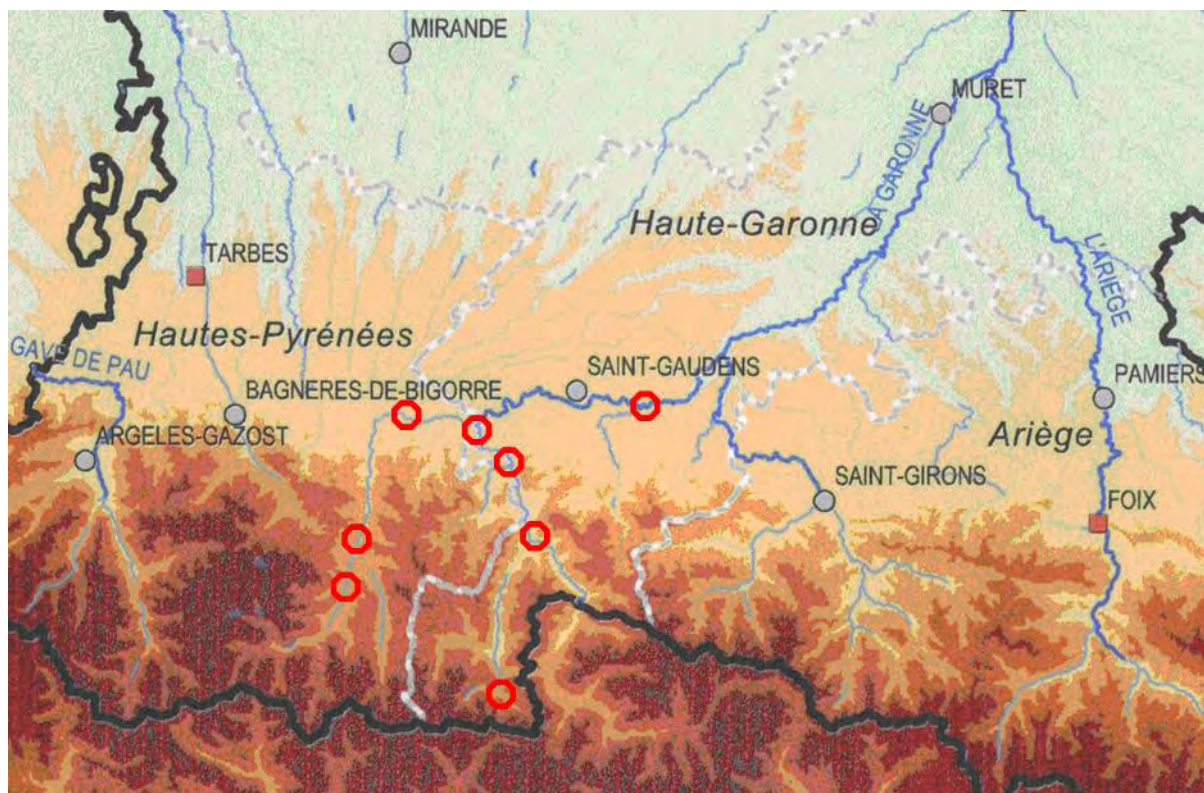 MIRANDE
MURET
LA GARONNE
Haute-Garonne
TARBES
L'ARIEGE
Hautes-Pyrénées
GAVE DE PAU
SAINT-GAUDENS
BAGNERES-DE-BIGORRE
PAMIERS
ARGELES-GAZOST
Ariège
SAINT-GIRONS
FOIX